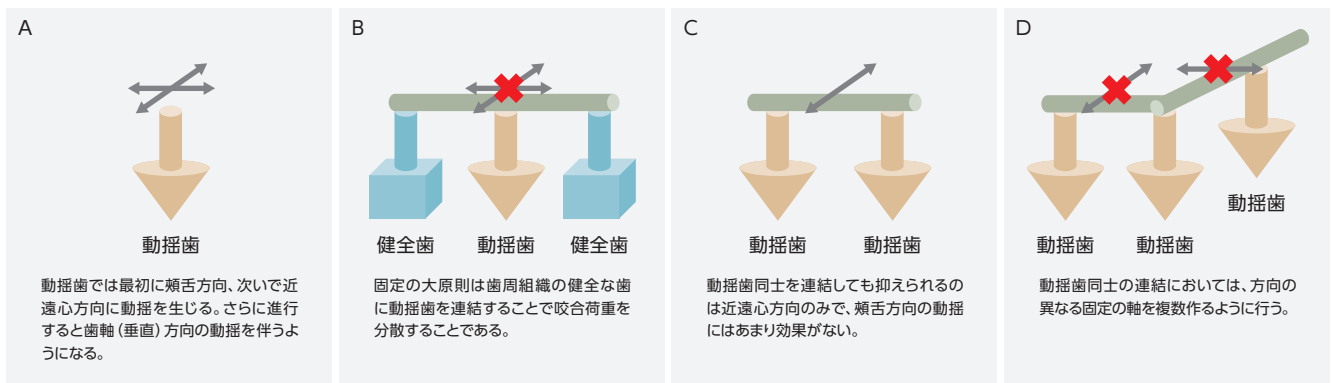 A
動揺歯
動揺歯では最初に頰舌方向、次いで近
遠心方向に動揺を生じる。さらに進行
すると歯軸（垂直）方向の動揺を伴うよ
うになる。
B
健全歯
動揺歯
健全歯
固定の大原則は歯周組織の健全な歯
に動揺歯を連結することで咬合荷重を
分散することである。
C
動揺歯
動揺歯
動揺歯同士を連結しても抑えられるの
は近遠心方向のみで、頰舌方向の動揺
にはあまり効果がない。
D
動揺歯
動揺歯
動揺歯
動揺歯同士の連結においては、方向の
異なる固定の軸を複数作るように行う。